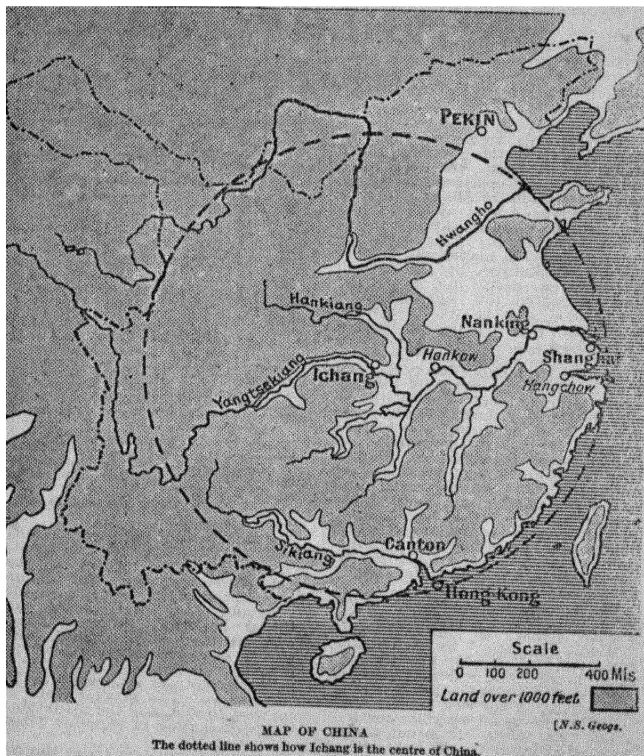 PEKIN
Hwangho
Hankiang
Nanking
Shanghai
Hankow
Ichang
Hangchow
Yangtsekiang
Sikiang
Canton
Hong Kong
Scale
0 100 200 400 Mls
Land over 1000 feet
[N.S. Geogs.
MAP OF CHINA
The dotted line shows how Ichang is the centre of China.